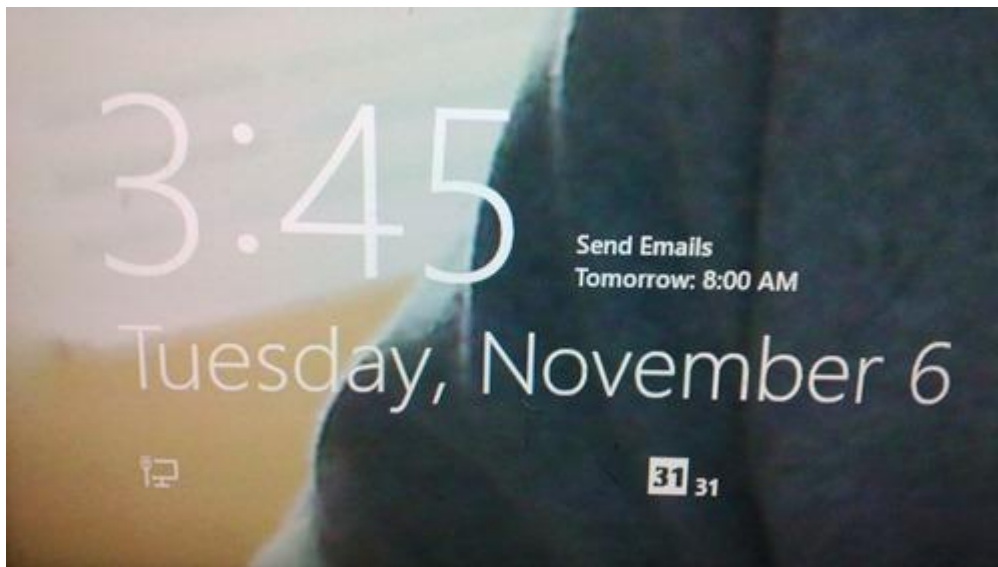 3:45
Send Emails
Tomorrow: 8:00 AM
Tuesday, November 6
31 31